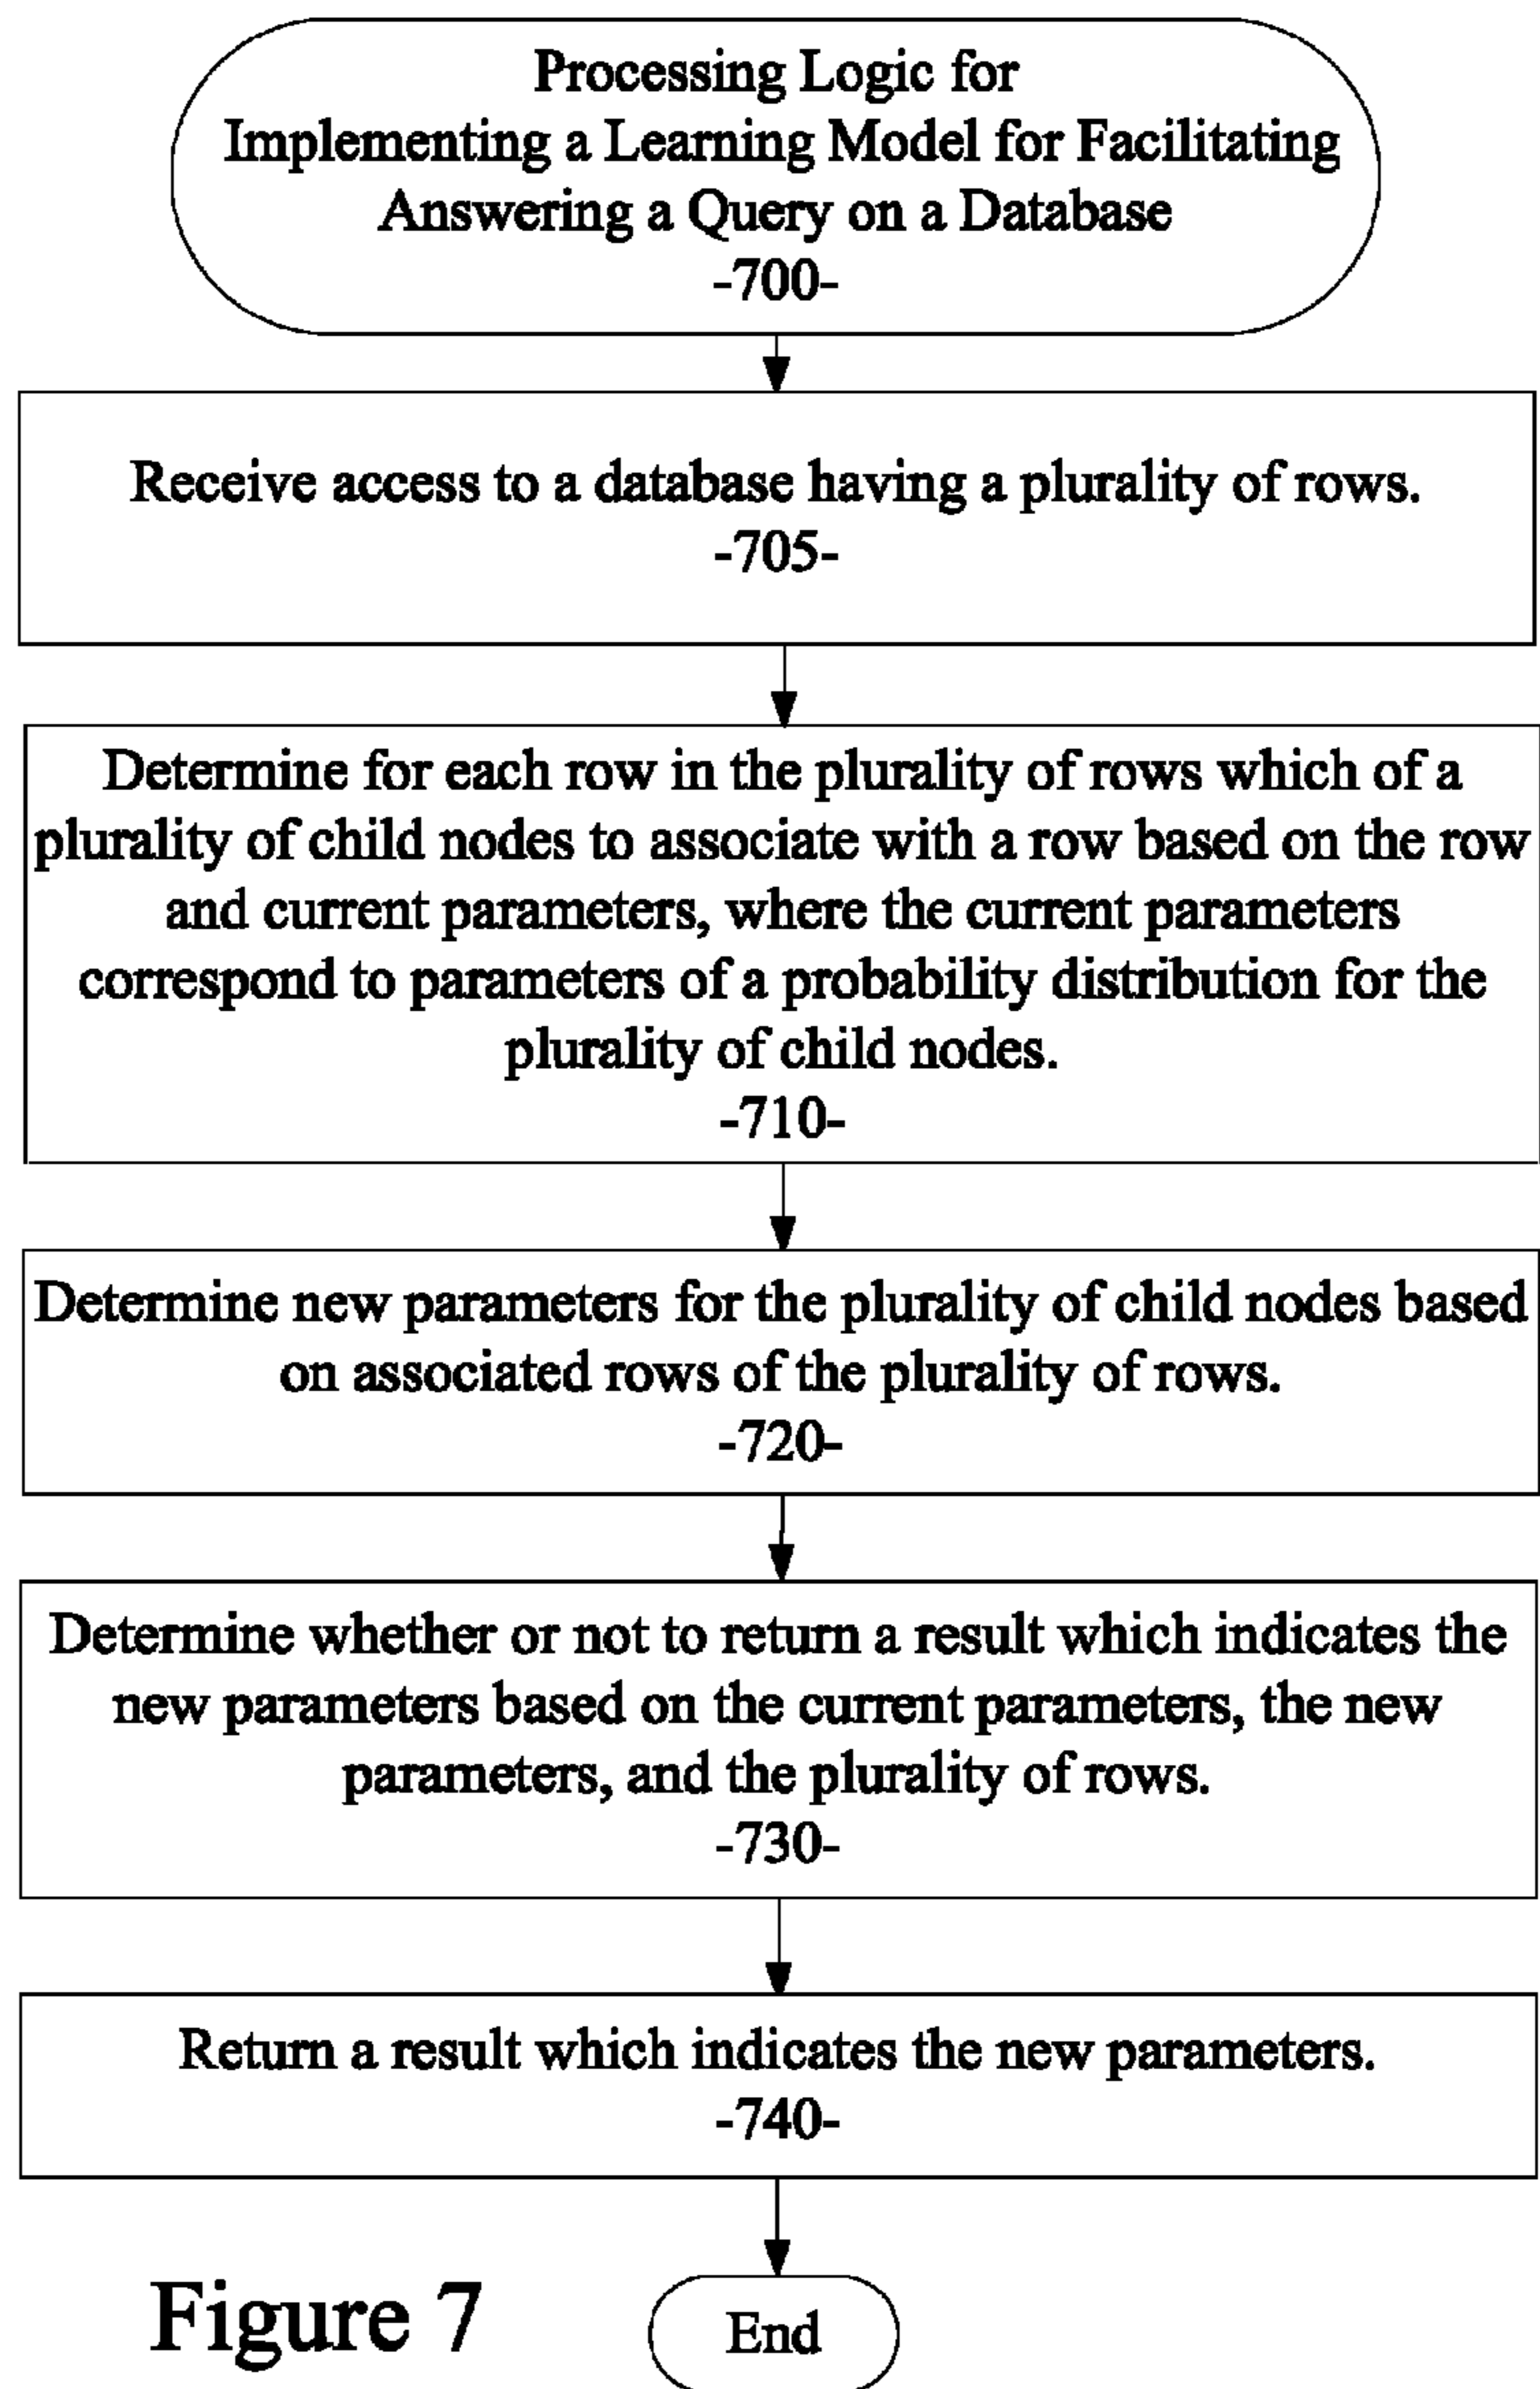 Processing Logic for
Implementing a Learning Model for Facilitating
Answering a Query on a Database
-700-
Receive access to a database having a plurality of rows.
-705-
Determine for each row in the plurality of rows which of a
plurality of child nodes to associate with a row based on the row
and current parameters, where the current parameters
correspond to parameters of a probability distribution for the
plurality of child nodes.
-710-
Determine new parameters for the plurality of child nodes based
on associated rows of the plurality of rows.
-720-
Determine whether or not to return a result which indicates the
new parameters based on the current parameters, the new
parameters, and the plurality of rows.
-730-
Return a result which indicates the new parameters.
-740-
Figure 7
End